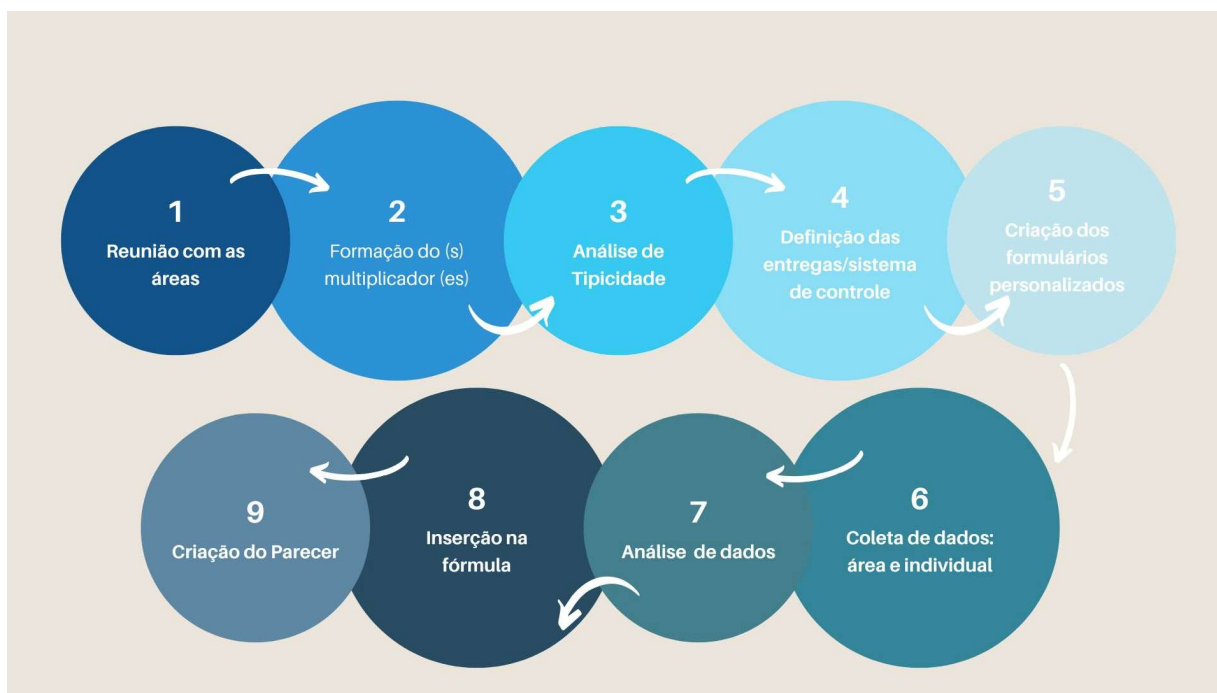 1
Reunião com as
áreas
2
Formação do (s)
multiplicador (es)
3
Análise de
Tipicidade
4
Definição das
entregas/sistema
de controle
5
Criação dos
formulários
personalizados
6
Coleta de dados:
área e individual
7
Análise de dados
8
Inserção na
fórmula
9
Criação do Parecer